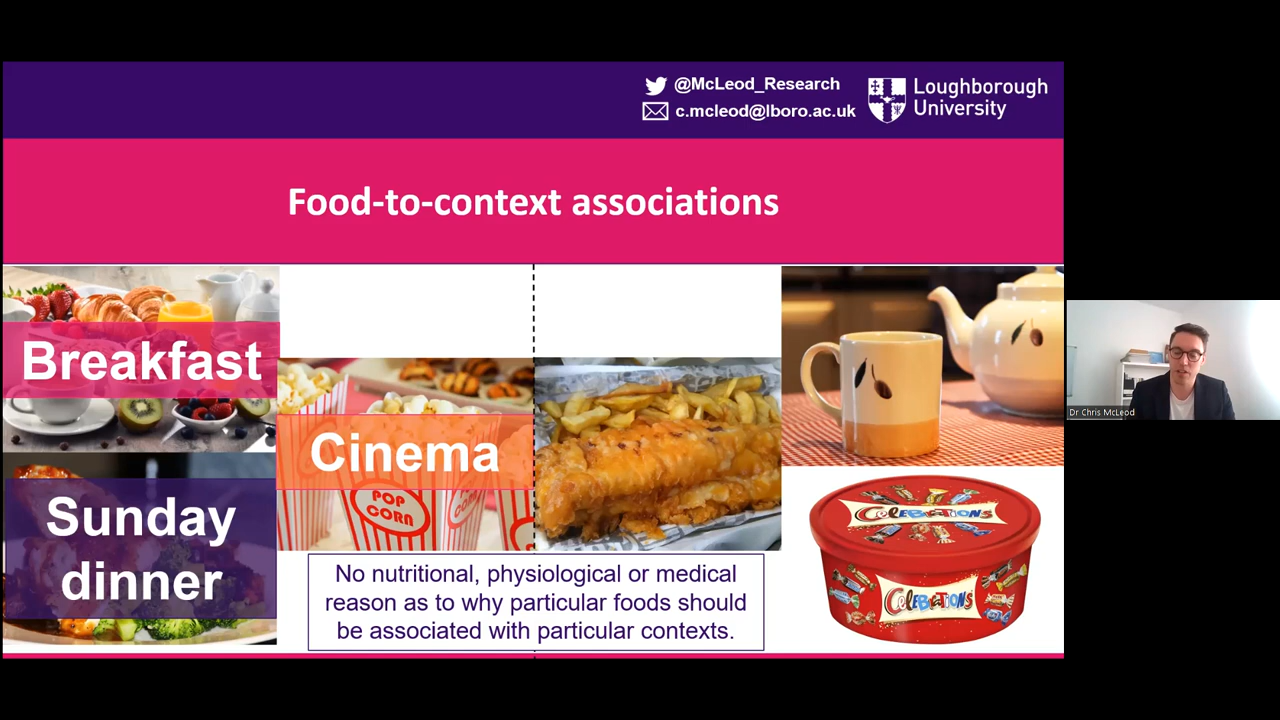 @McLeod_Research
c.mcleod@lboro.ac.uk
Loughborough
University
Food-to-context associations
Breakfast
Sunday
dinner
Cinema
POP
CORN
No nutritional, physiological or medical
reason as to why particular foods should
be associated with particular contexts.
CELEBRATIONS
CELEBRATIONS
Dr Chris McLeod